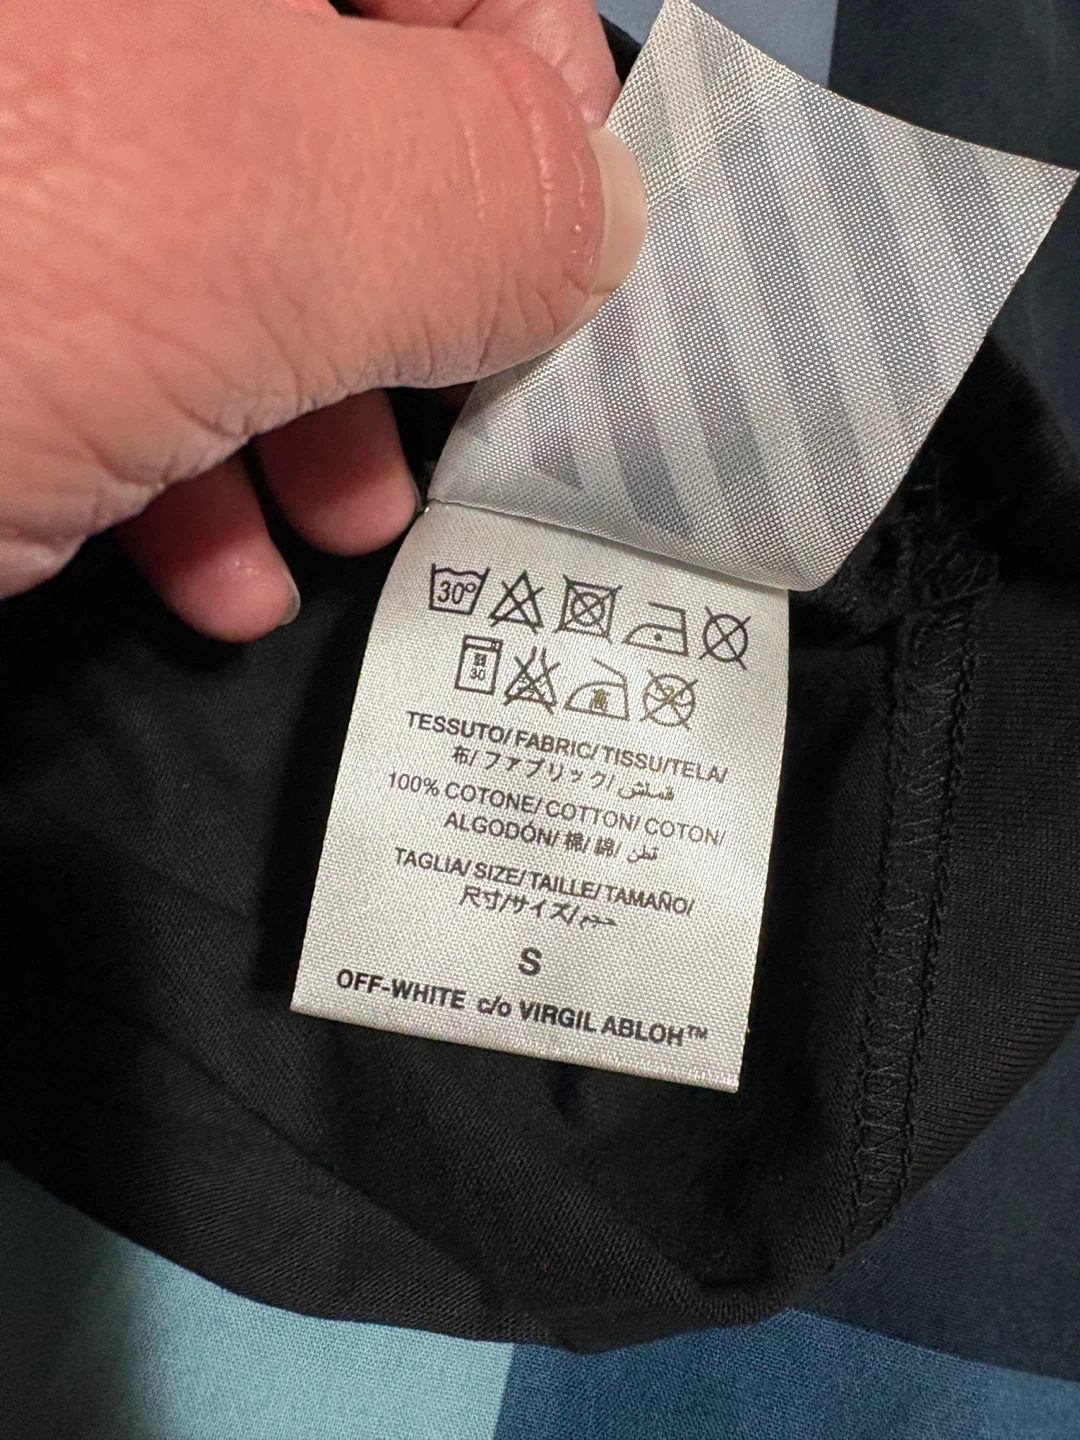 30°
30
TESSUTO/ FABRIC/ TISSU/TELA/
布/ ファブリック/ قماش
100% COTONE/ COTTON/ COTON/
ALGODÓN/ 棉/ 綿/ قطن
TAGLIA/ SIZE/ TAILLE/ TAMAÑO/
尺寸/サイズ/ حجم
S
OFF-WHITE c/o VIRGIL ABLOH™